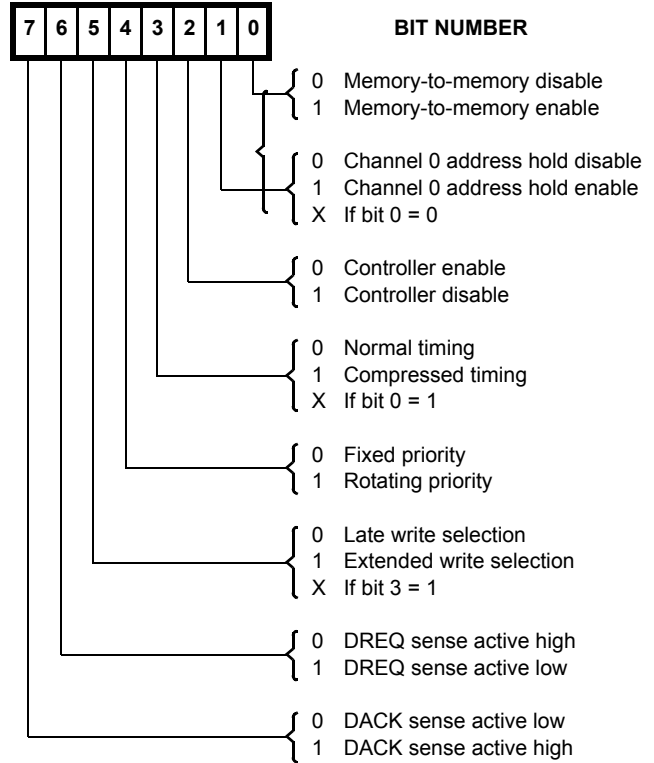 7 6 5 4 3 2 1 0 BIT NUMBER
0 Memory-to-memory disable
1 Memory-to-memory enable
0 Channel 0 address hold disable
1 Channel 0 address hold enable
X If bit 0 = 0
0 Controller enable
1 Controller disable
0 Normal timing
1 Compressed timing
X If bit 0 = 1
0 Fixed priority
1 Rotating priority
0 Late write selection
1 Extended write selection
X If bit 3 = 1
0 DREQ sense active high
1 DREQ sense active low
0 DACK sense active low
1 DACK sense active high